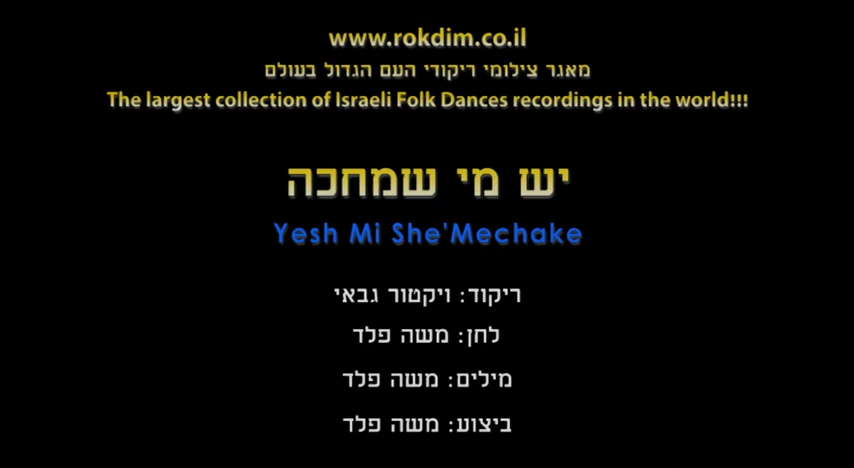 www.rokdim.co.il
מאגר צילומי ריקודי העם הגדול בעולם
The largest collection of Israeli Folk Dances recordings in the world!!!
יש מי שמחכה
Yesh Mi She'Mechake
ריקוד: ויקטור גבאי
לחן: משה פלד
מילים: משה פלד
ביצוע: משה פלד